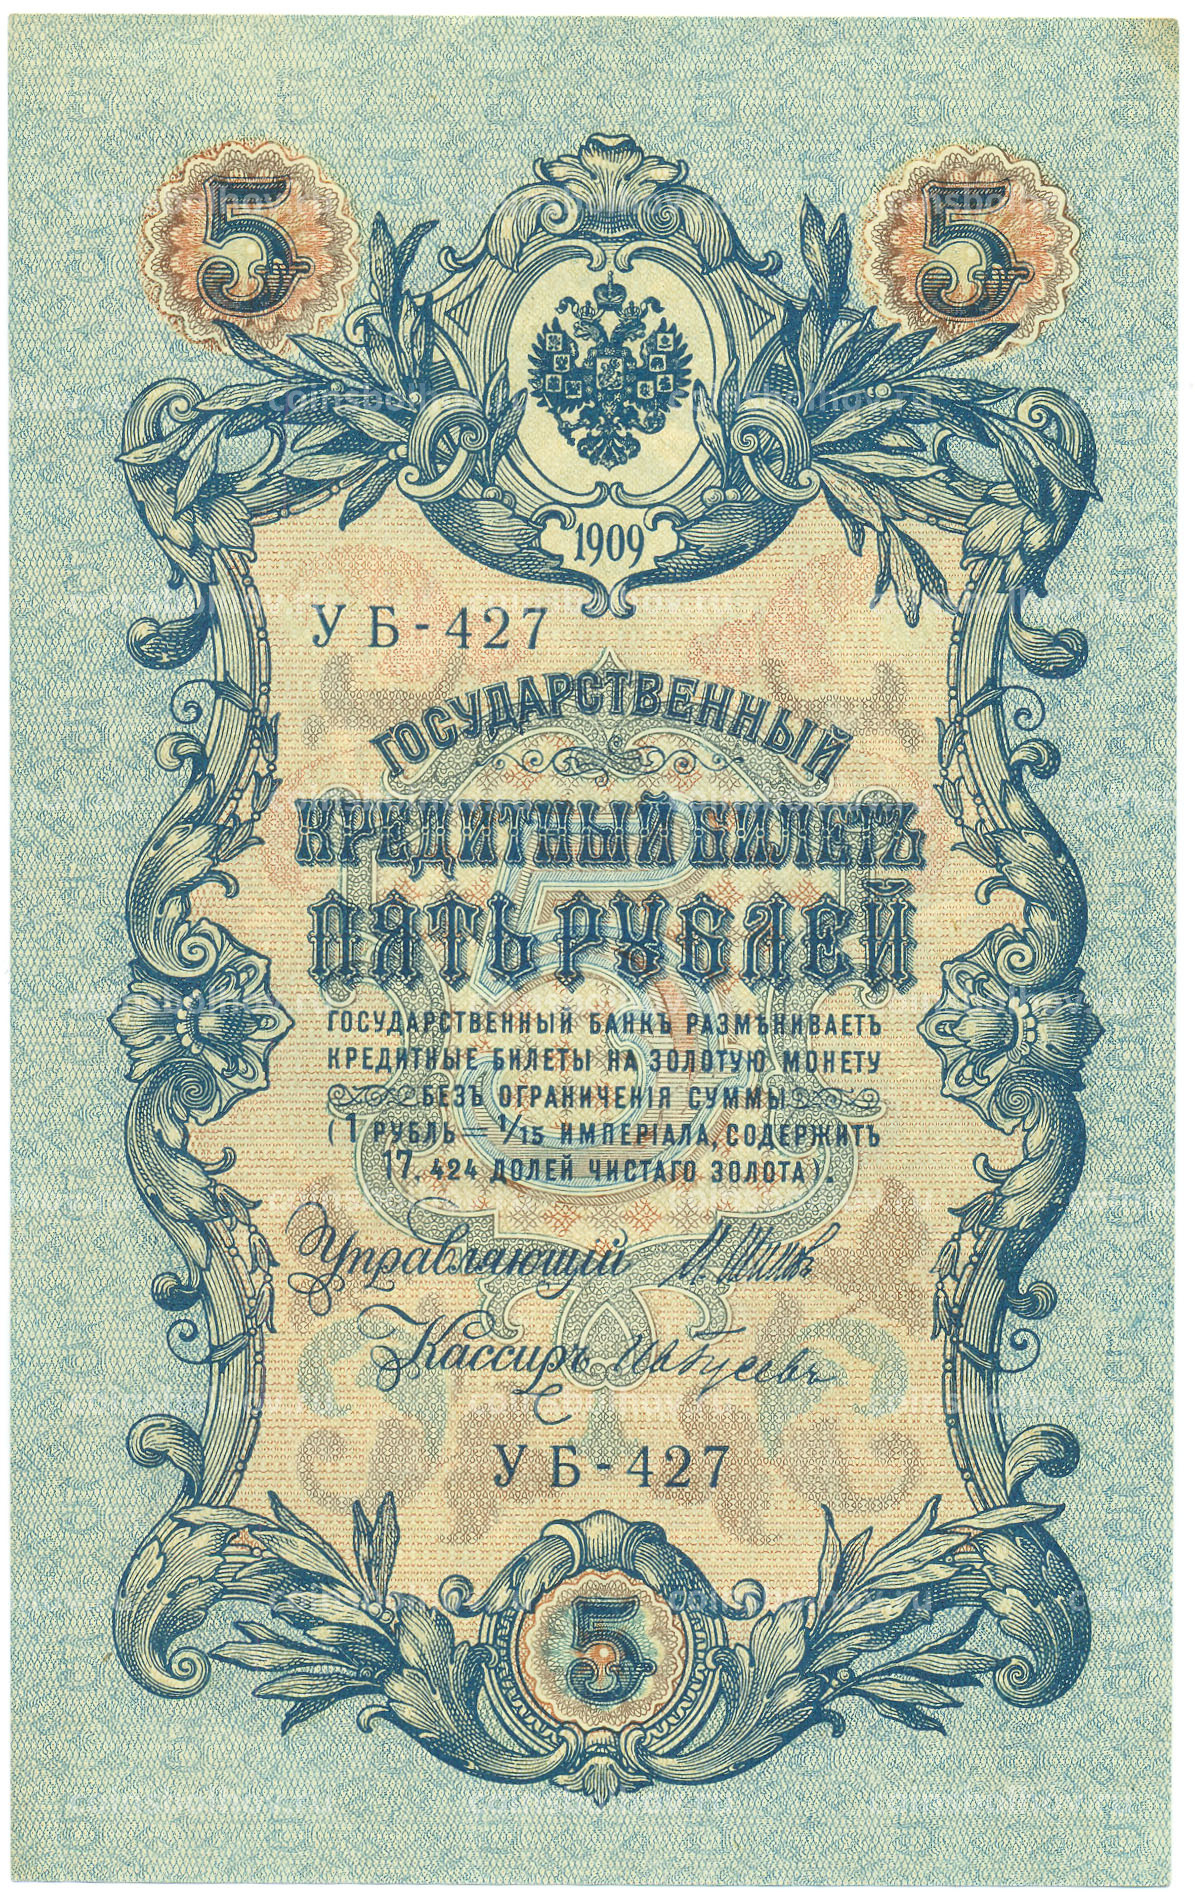 5 5
1909
УБ-427
ГОСУДАРСТВЕННЫЙ
КРЕДИТНЫЙ БИЛЕТЪ
ПЯТЬ РУБЛЕЙ
ГОСУДАРСТВЕННЫЙ БАНКЪ РАЗМѢНИВАЕТЪ
КРЕДИТНЫЕ БИЛЕТЫ НА ЗОЛОТУЮ МОНЕТУ
БЕЗЪ ОГРАНИЧЕНІЯ СУММЫ
(1 РУБЛЬ = 1/15 ИМПЕРІАЛА, СОДЕРЖИТЪ
17,424 ДОЛЕЙ ЧИСТАГО ЗОЛОТА).
Управляющій
Кассиръ
УБ-427
5